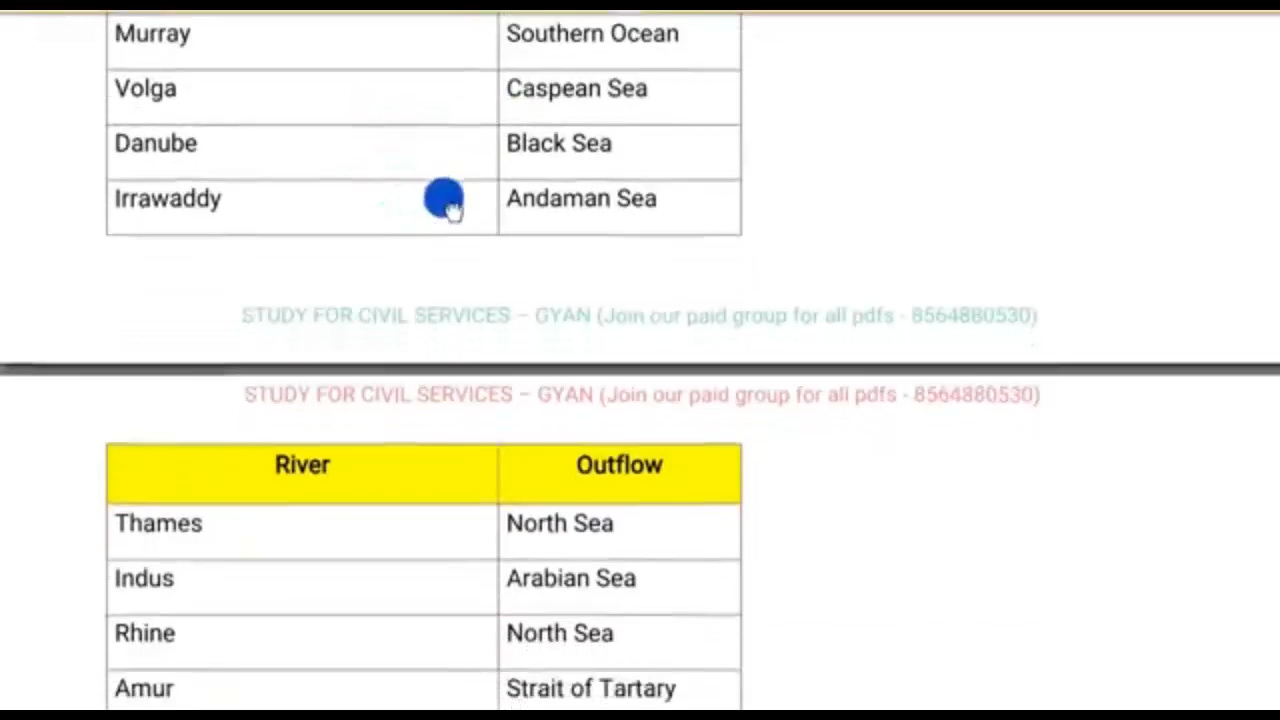 Murray Southern Ocean
Volga Caspean Sea
Danube Black Sea
Irrawaddy Andaman Sea
STUDY FOR CIVIL SERVICES – GYAN (Join our paid group for all pdfs - 8564880530)
STUDY FOR CIVIL SERVICES – GYAN (Join our paid group for all pdfs - 8564880530)
River Outflow
Thames North Sea
Indus Arabian Sea
Rhine North Sea
Amur Strait of Tartary